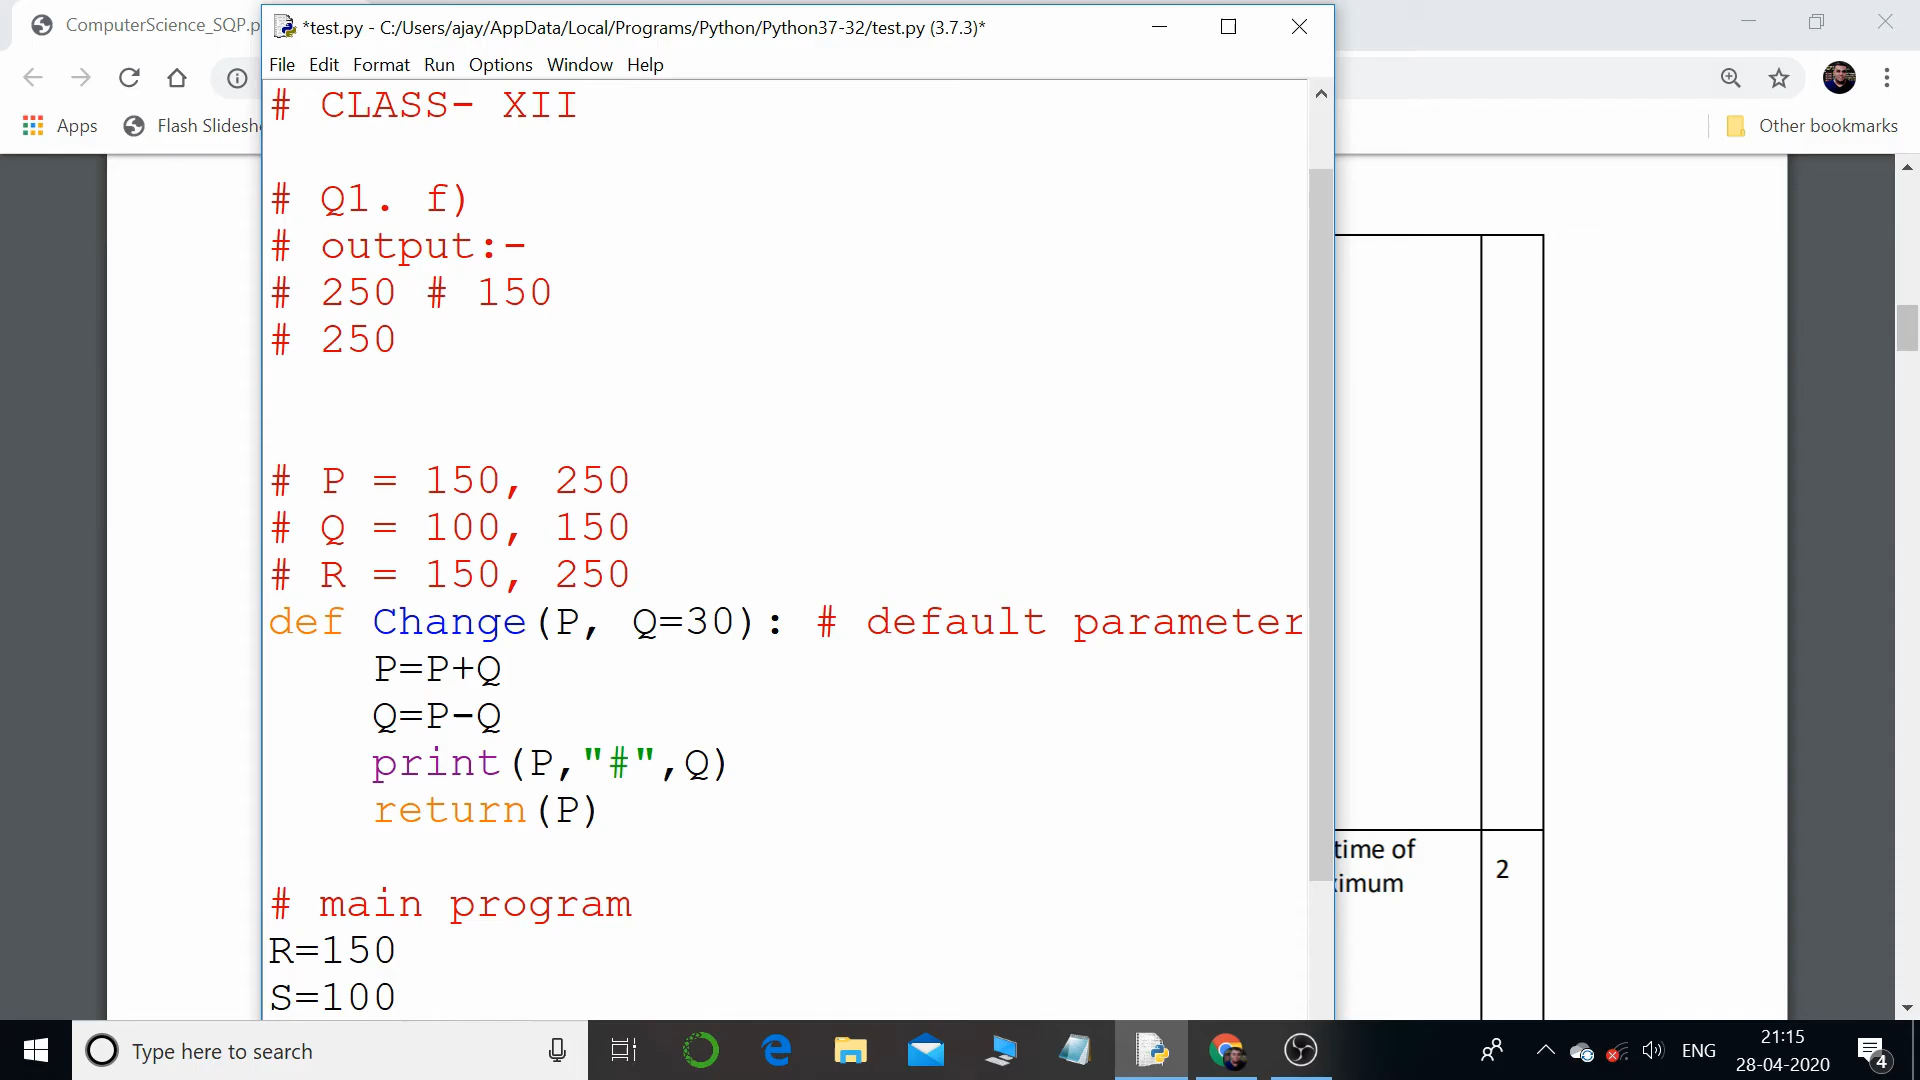 ComputerScience_SQP.p
*test.py - C:/Users/ajay/AppData/Local/Programs/Python/Python37-32/test.py (3.7.3)*
File Edit Format Run Options Window Help
Apps
Flash Slidesh
Other bookmarks
# CLASS- XII
# Q1. f)
# output:-
# 250 # 150
# 250
# P = 150, 250
# Q = 100, 150
# R = 150, 250
def Change(P, Q=30): # default parameter
P=P+Q
Q=P-Q
print(P,"#",Q)
return(P)
# main program
R=150
S=100
time of
ximum
2
Type here to search
ENG
21:15
28-04-2020
4